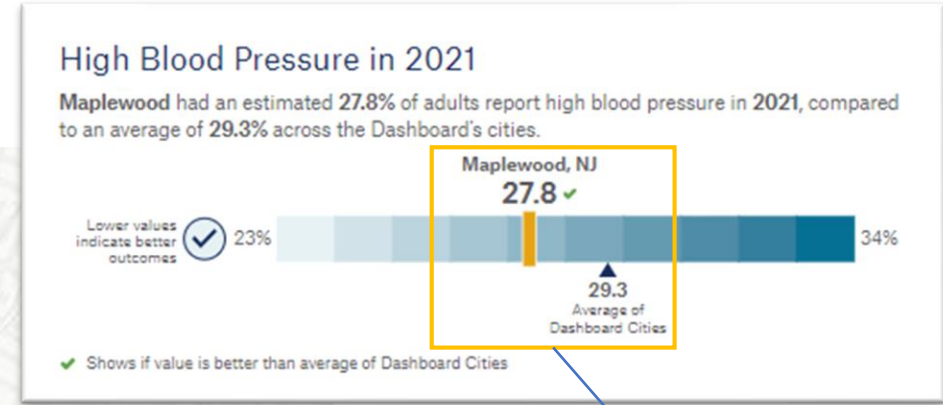 High Blood Pressure in 2021
Maplewood had an estimated 27.8% of adults report high blood pressure in 2021, compared
to an average of 29.3% across the Dashboard's cities.
Maplewood, NJ
27.8
Lower values
indicate better
outcomes
23%
34%
29.3
Average of
Dashboard Cities
Shows if value is better than average of Dashboard Cities